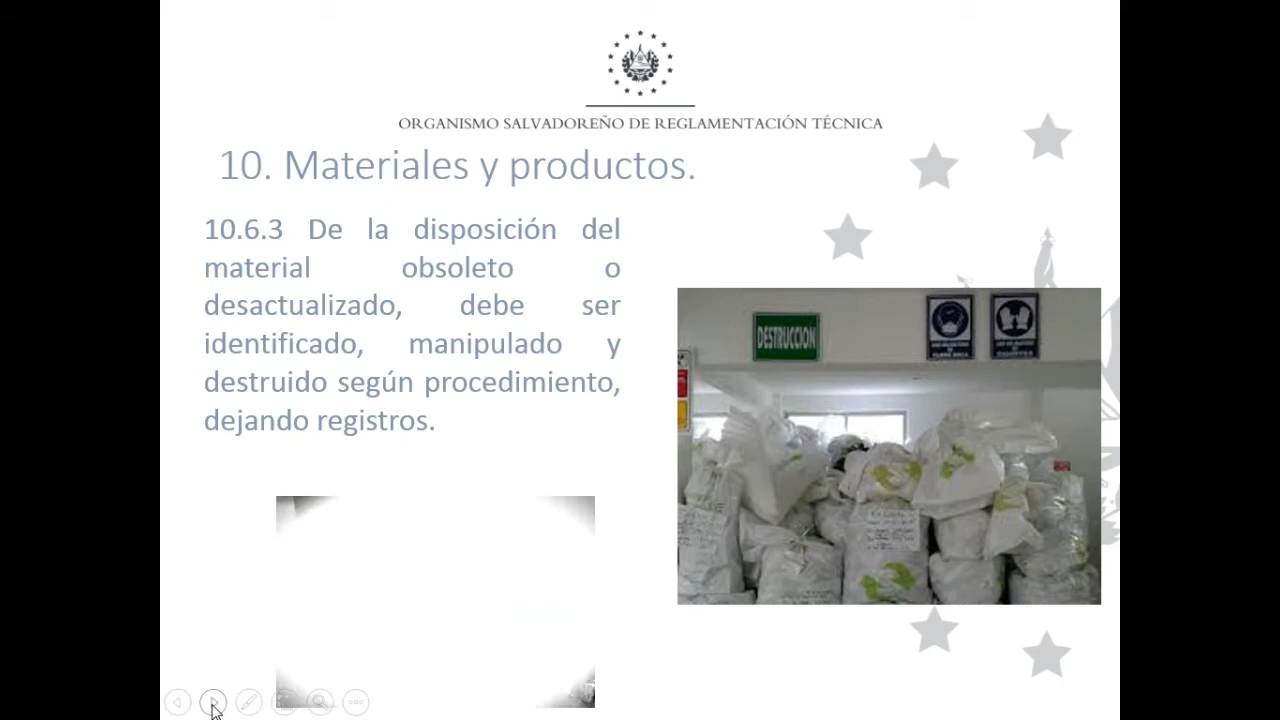 ORGANISMO SALVADOREÑO DE REGLAMENTACIÓN TÉCNICA
10. Materiales y productos.
10.6.3 De la disposición del
material obsoleto o
desactualizado, debe ser
identificado, manipulado y
destruido según procedimiento,
dejando registros.
DESTRUCCION